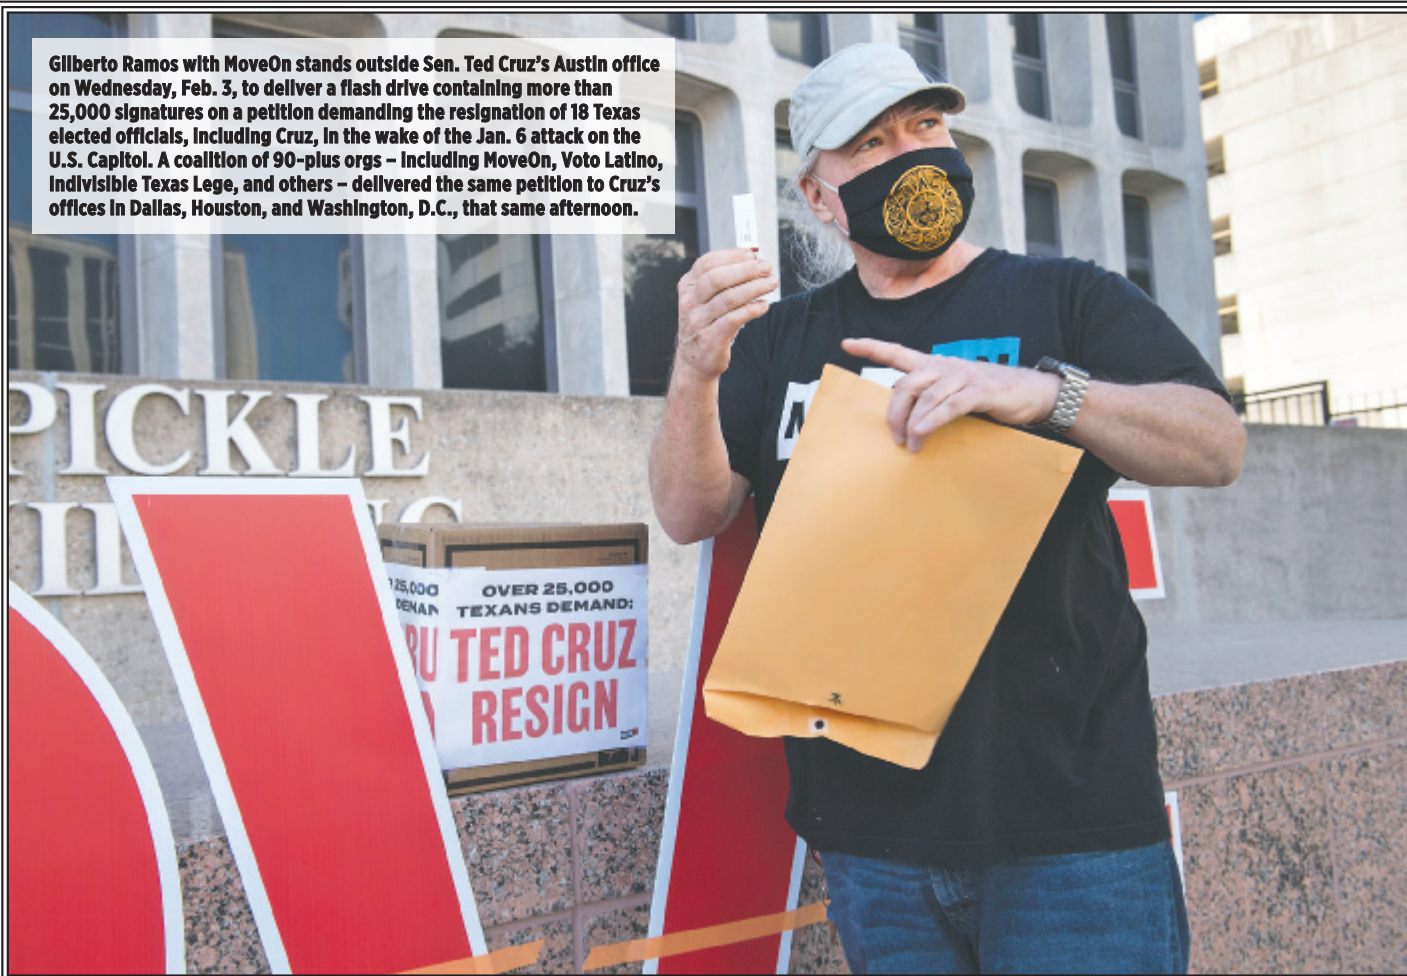 Gilberto Ramos with MoveOn stands outside Sen. Ted Cruz's Austin office
on Wednesday, Feb. 3, to deliver a flash drive containing more than
25,000 signatures on a petition demanding the resignation of 18 Texas
elected officials, including Cruz, in the wake of the Jan. 6 attack on the
U.S. Capitol. A coalition of 90-plus orgs – including MoveOn, Voto Latino,
Indivisible Texas Lege, and others – delivered the same petition to Cruz's
offices in Dallas, Houston, and Washington, D.C., that same afternoon.
PICKLE
25,000
OVER 25,000
TEXANS DEMAND:
TED CRUZ
RESIGN